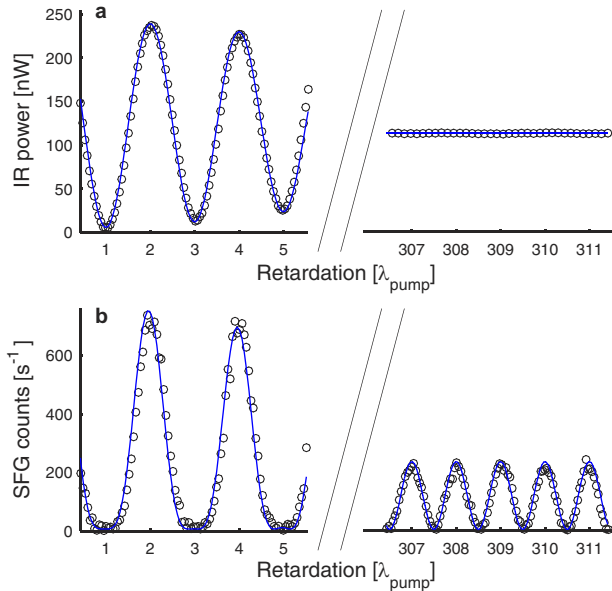 a
IR power [nW]
250
200
150
100
50
0
1 2 3 4 5 307 308 309 310 311
Retardation [λpump]
b
SFG counts [s⁻¹]
600
400
200
0
1 2 3 4 5 307 308 309 310 311
Retardation [λpump]